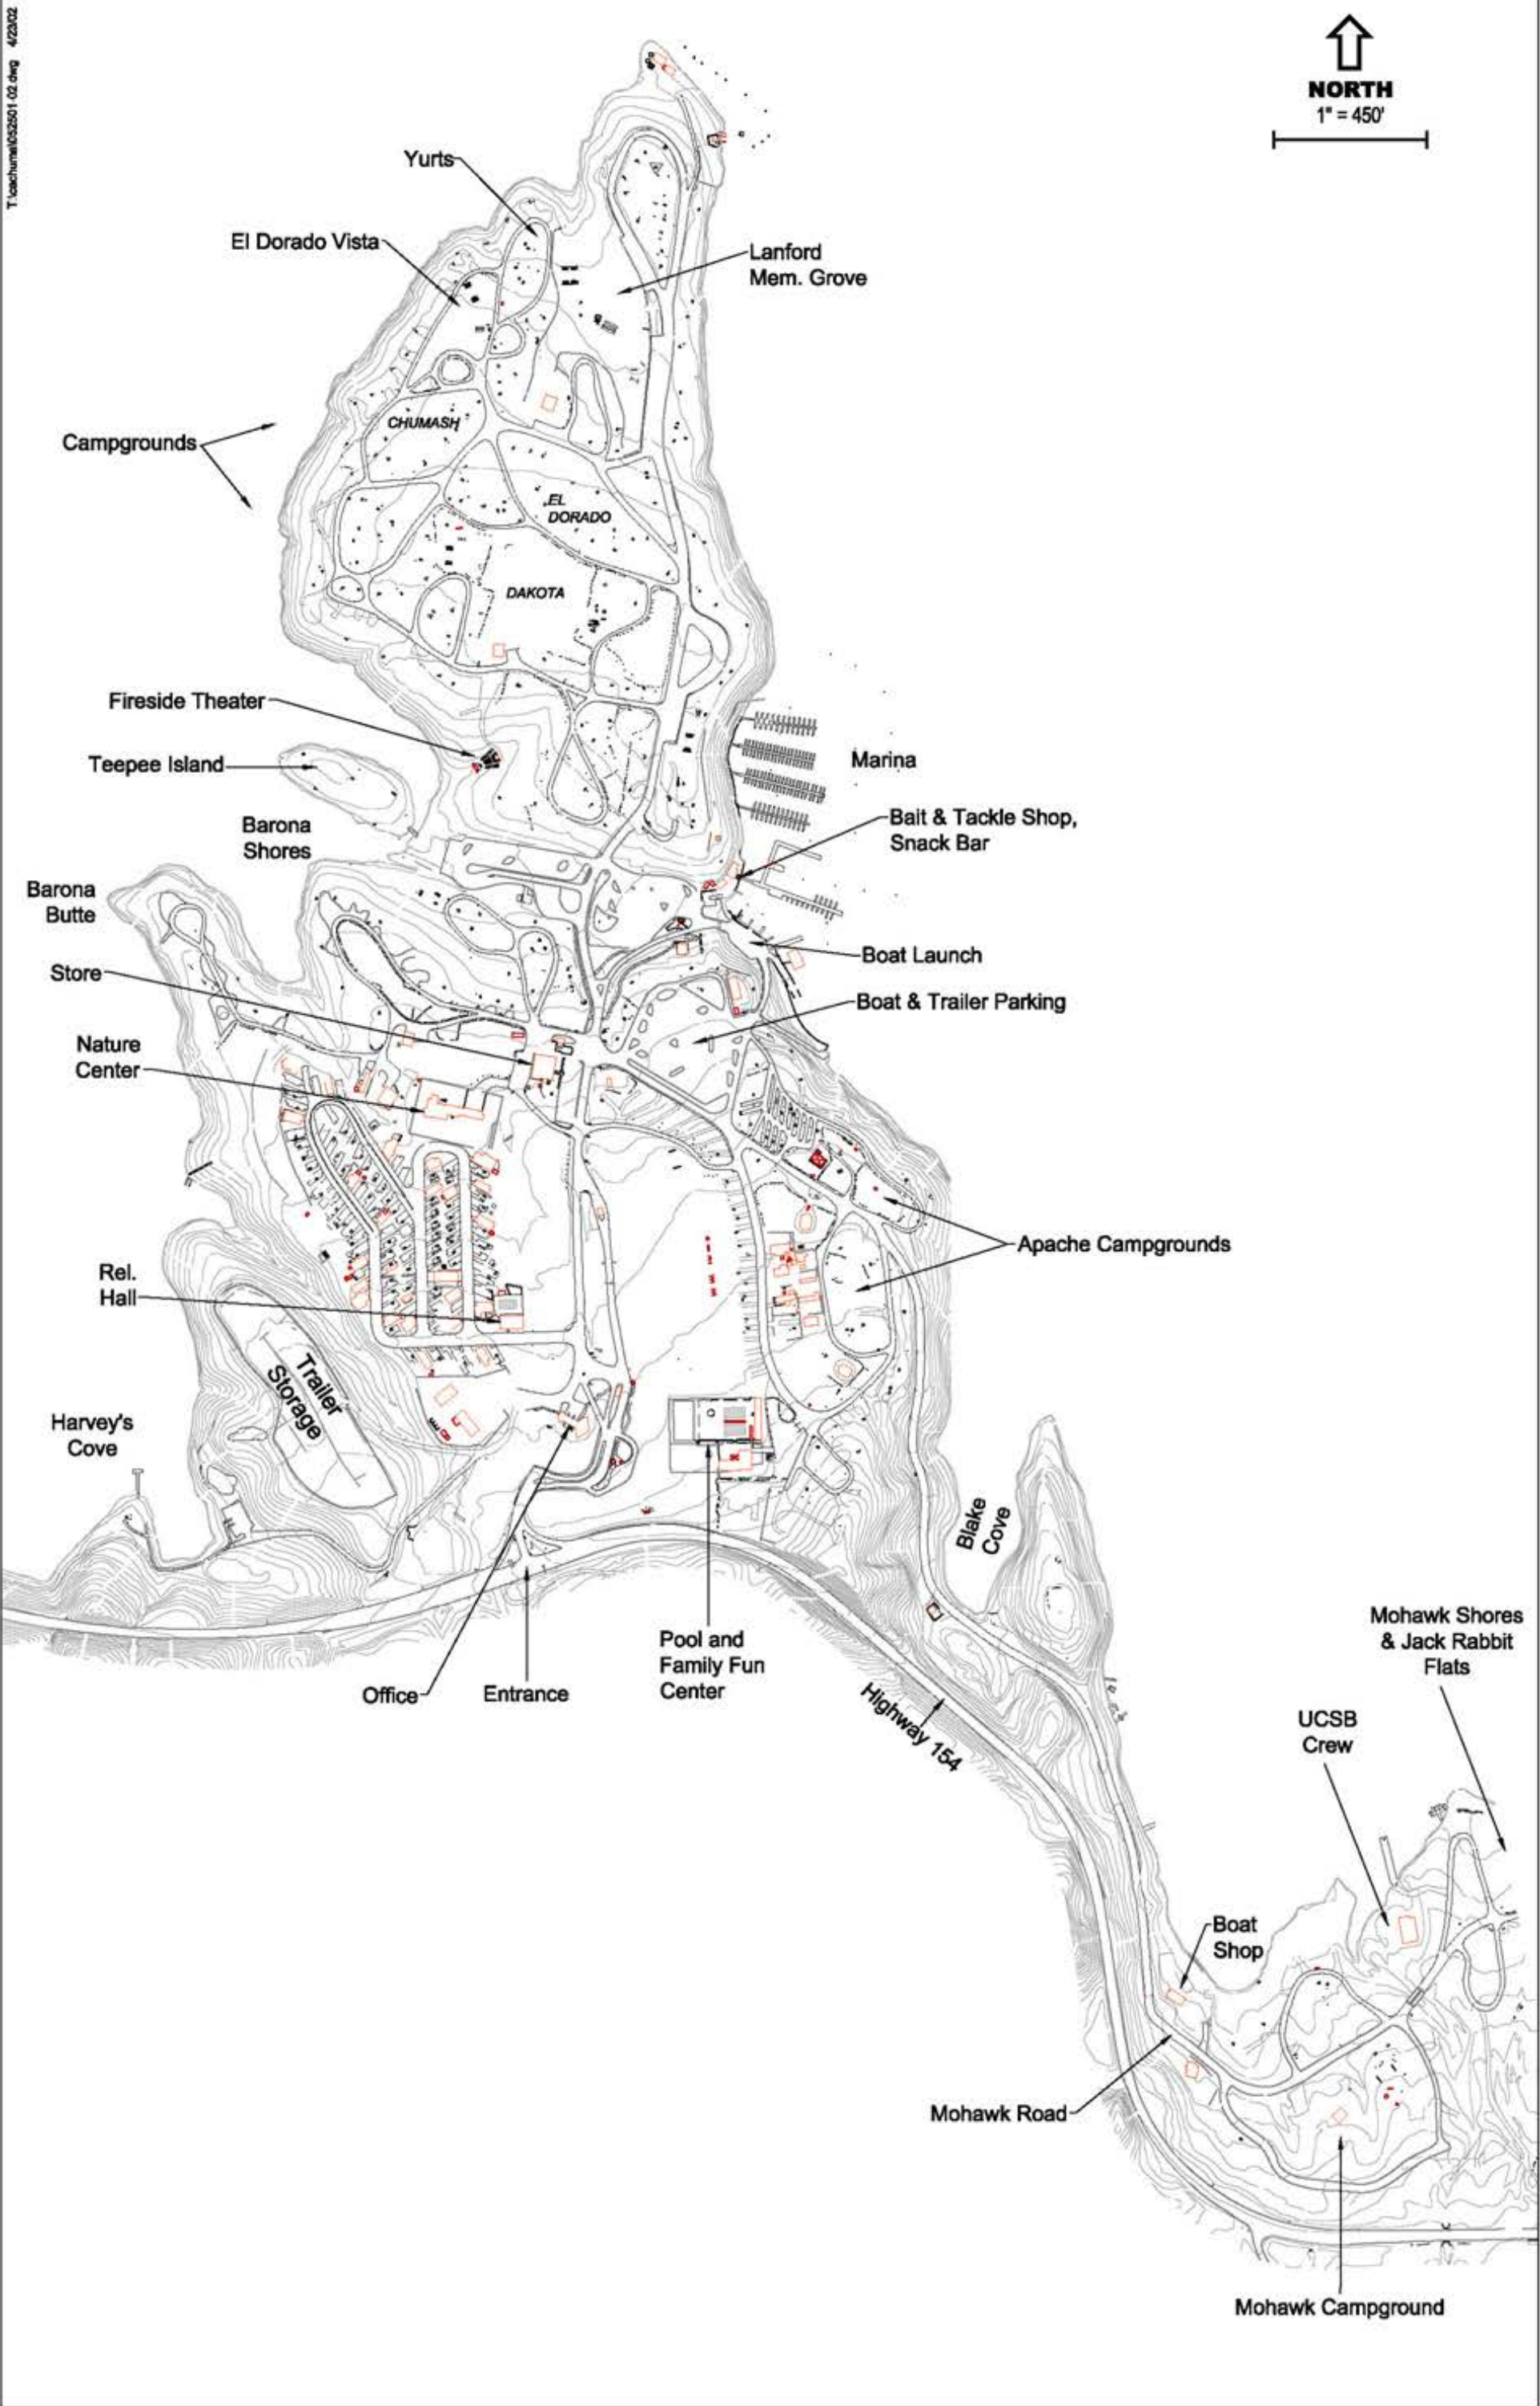 T:\cachuma\052501-02.dwg 4/23/02
NORTH
1" = 450'
Yurts
El Dorado Vista
Lanford
Mem. Grove
Campgrounds
CHUMASH
EL
DORADO
DAKOTA
Fireside Theater
Teepee Island
Marina
Barona
Shores
Bait & Tackle Shop,
Snack Bar
Barona
Butte
Boat Launch
Store
Boat & Trailer Parking
Nature
Center
Apache Campgrounds
Rel.
Hall
Trailer
Storage
Harvey's
Cove
Blake
Cove
Pool and
Family Fun
Center
Office
Entrance
Highway 154
Mohawk Shores
& Jack Rabbit
Flats
UCSB
Crew
Boat
Shop
Mohawk Road
Mohawk Campground